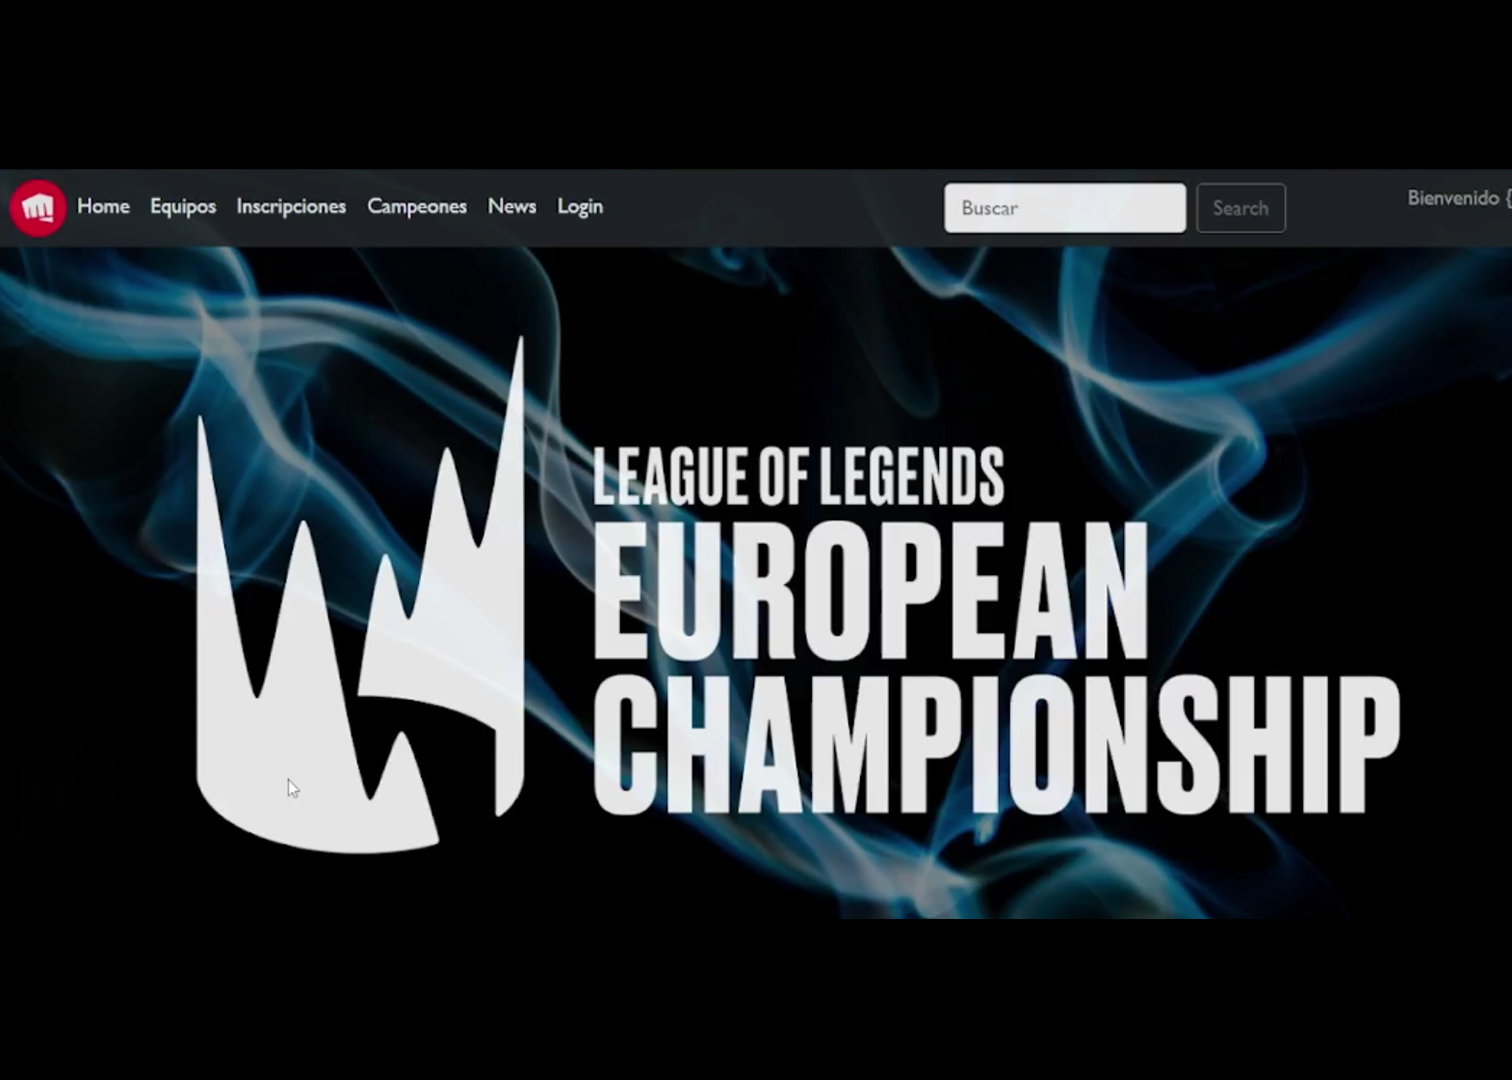 Home Equipos Inscripciones Campeones News Login Buscar Search Bienvenido {
LEAGUE OF LEGENDS
EUROPEAN
CHAMPIONSHIP